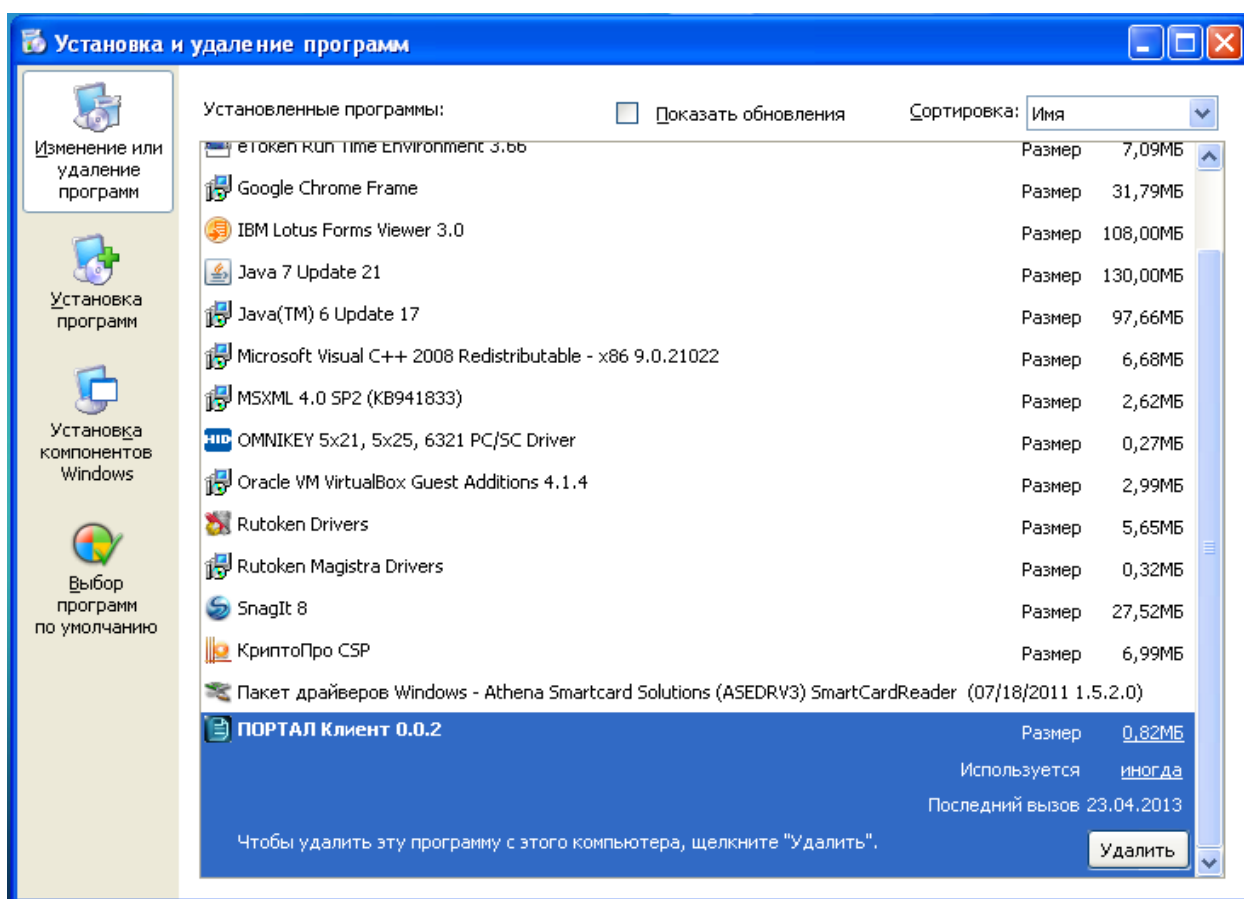 Установка и удаление программ
Изменение или
удаление
программ
Установка
программ
Установка
компонентов
Windows
Выбор
программ
по умолчанию
Установленные программы:
Показать обновления
Сортировка: Имя
eToken Run Time Environment 3.66 Размер 7,09МБ
Google Chrome Frame Размер 31,79МБ
IBM Lotus Forms Viewer 3.0 Размер 108,00МБ
Java 7 Update 21 Размер 130,00МБ
Java(TM) 6 Update 17 Размер 97,66МБ
Microsoft Visual C++ 2008 Redistributable - x86 9.0.21022 Размер 6,68МБ
MSXML 4.0 SP2 (KB941833) Размер 2,62МБ
HID OMNIKEY 5x21, 5x25, 6321 PC/SC Driver Размер 0,27МБ
Oracle VM VirtualBox Guest Additions 4.1.4 Размер 2,99МБ
Rutoken Drivers Размер 5,65МБ
Rutoken Magistra Drivers Размер 0,32МБ
SnagIt 8 Размер 27,52МБ
КриптоПро CSP Размер 6,99МБ
Пакет драйверов Windows - Athena Smartcard Solutions (ASEDRV3) SmartCardReader (07/18/2011 1.5.2.0)
ПОРТАЛ Клиент 0.0.2 Размер 0,82МБ
Используется иногда
Последний вызов 23.04.2013
Чтобы удалить эту программу с этого компьютера, щелкните "Удалить".
Удалить